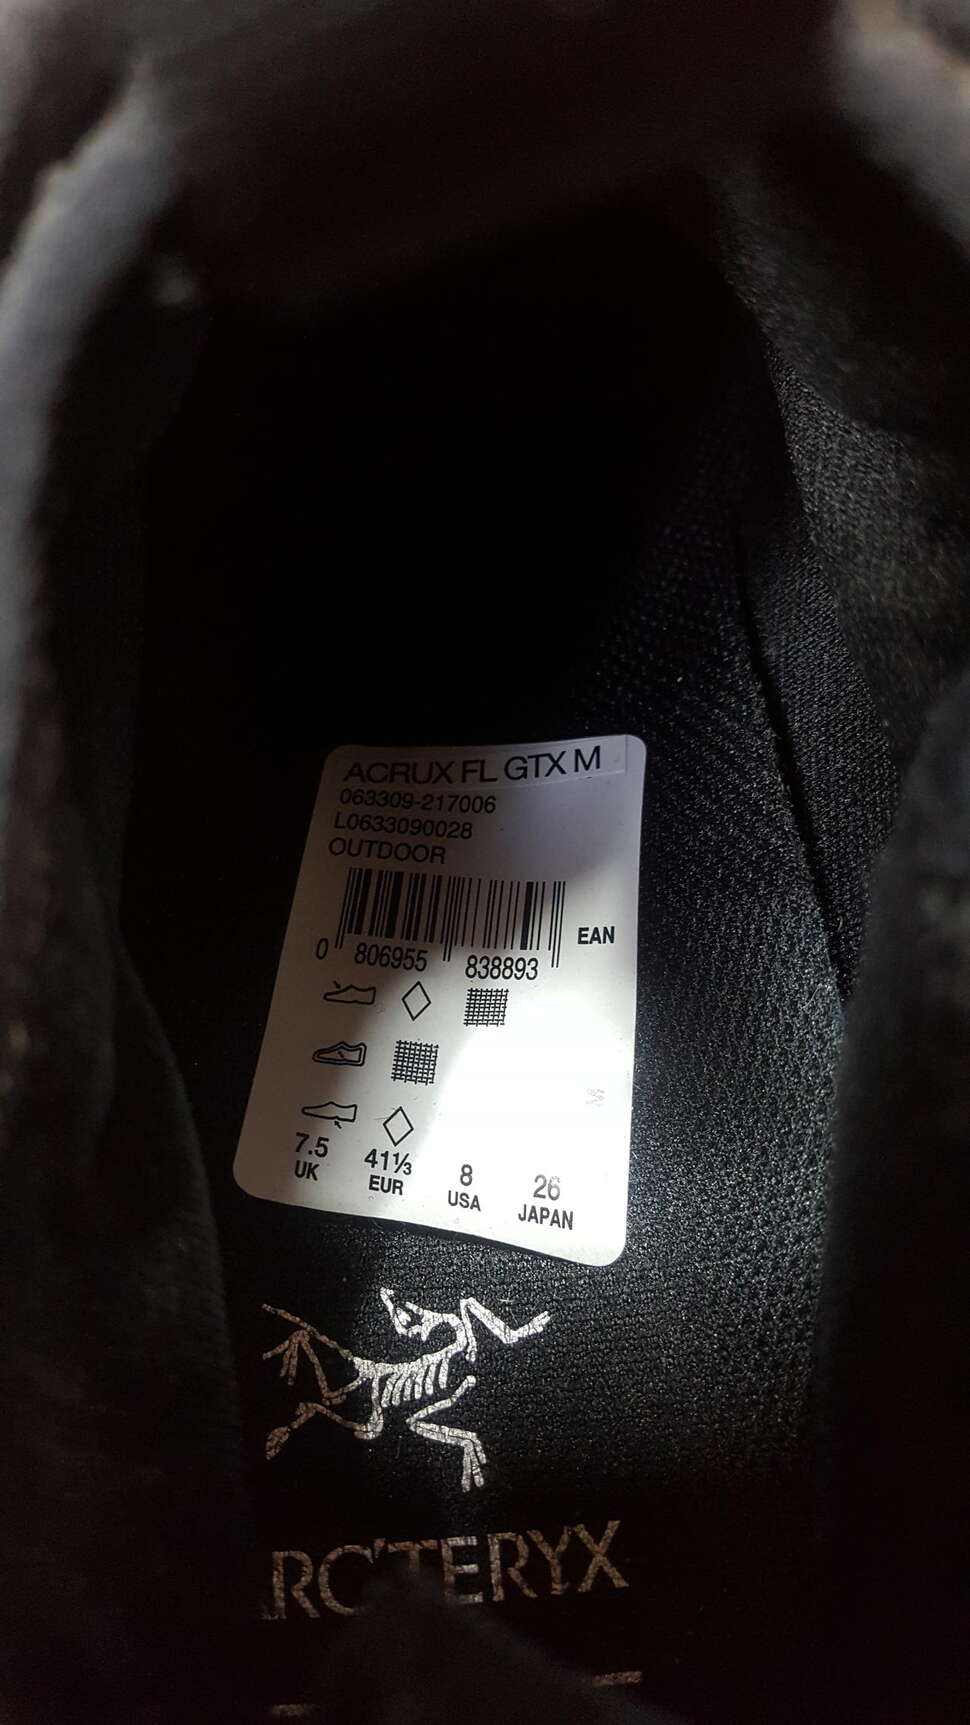 ACRUX FL GTX M
063309-217006
L0633090028
OUTDOOR
EAN
0 806955 838893
7.5 41⅓ 8 26
UK EUR USA JAPAN
ARC'TERYX